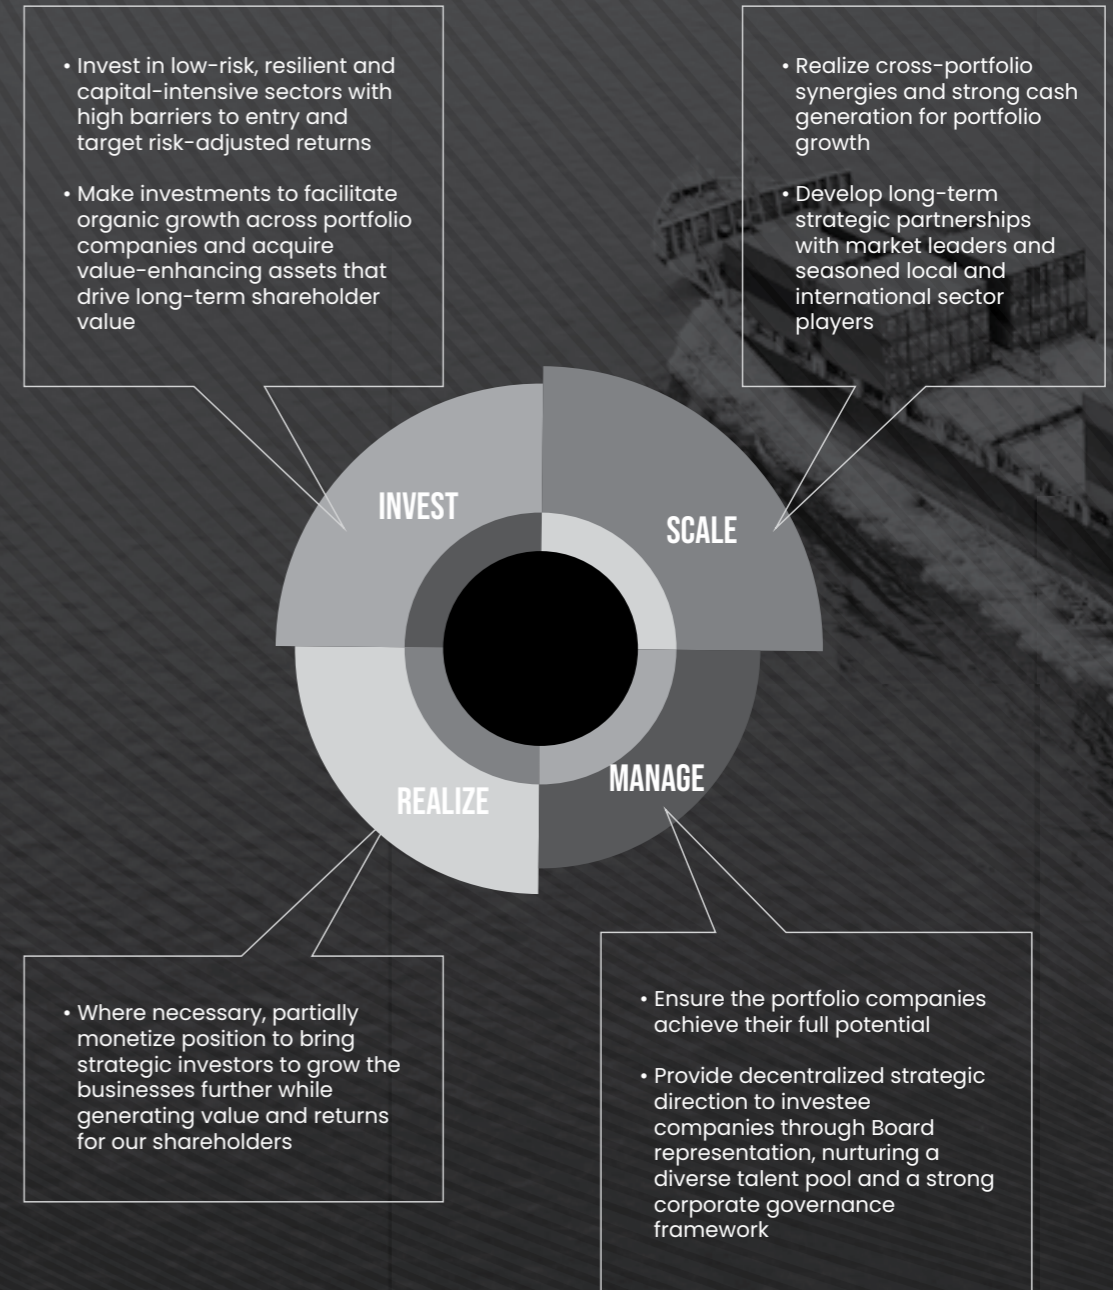 • Invest in low-risk, resilient and
capital-intensive sectors with
high barriers to entry and
target risk-adjusted returns
• Make investments to facilitate
organic growth across portfolio
companies and acquire
value-enhancing assets that
drive long-term shareholder
value
• Realize cross-portfolio
synergies and strong cash
generation for portfolio
growth
• Develop long-term
strategic partnerships
with market leaders and
seasoned local and
international sector
players
INVEST
SCALE
REALIZE
MANAGE
• Where necessary, partially
monetize position to bring
strategic investors to grow the
businesses further while
generating value and returns
for our shareholders
• Ensure the portfolio companies
achieve their full potential
• Provide decentralized strategic
direction to investee
companies through Board
representation, nurturing a
diverse talent pool and a strong
corporate governance
framework